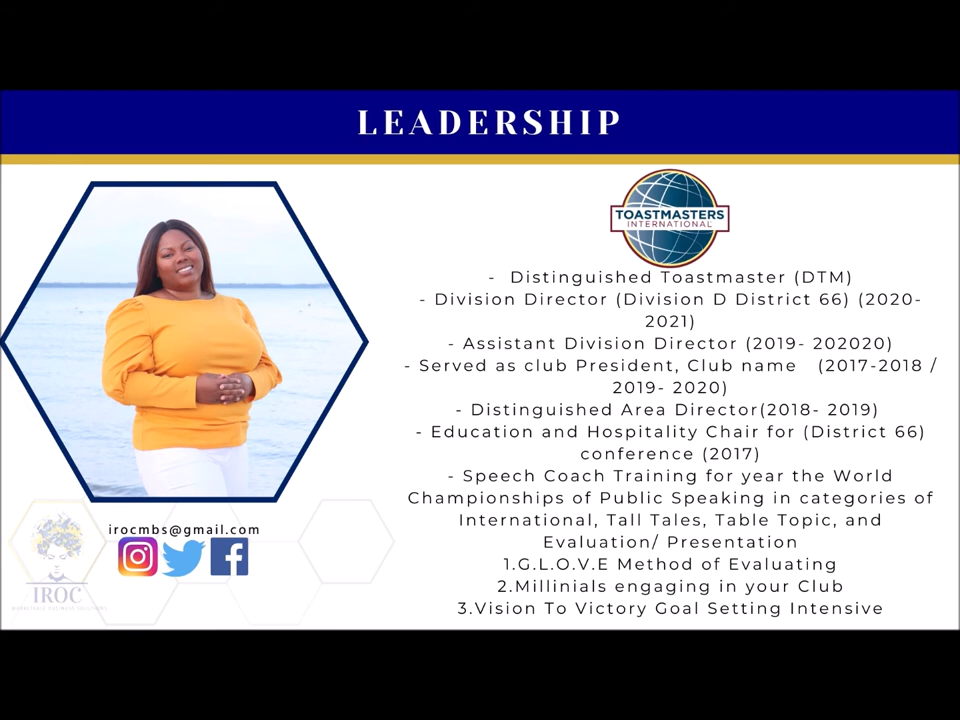 LEADERSHIP
TOASTMASTERS
INTERNATIONAL
- Distinguished Toastmaster (DTM)
- Division Director (Division D District 66) (2020-
2021)
- Assistant Division Director (2019- 202020)
- Served as club President, Club name (2017-2018 /
2019- 2020)
- Distinguished Area Director(2018- 2019)
- Education and Hospitality Chair for (District 66)
conference (2017)
- Speech Coach Training for year the World
Championships of Public Speaking in categories of
International, Tall Tales, Table Topic, and
Evaluation/ Presentation
1.G.L.O.V.E Method of Evaluating
2.Millinials engaging in your Club
3.Vision To Victory Goal Setting Intensive
irocmbs@gmail.com
IROC
BUSINESS SOLUTIONS